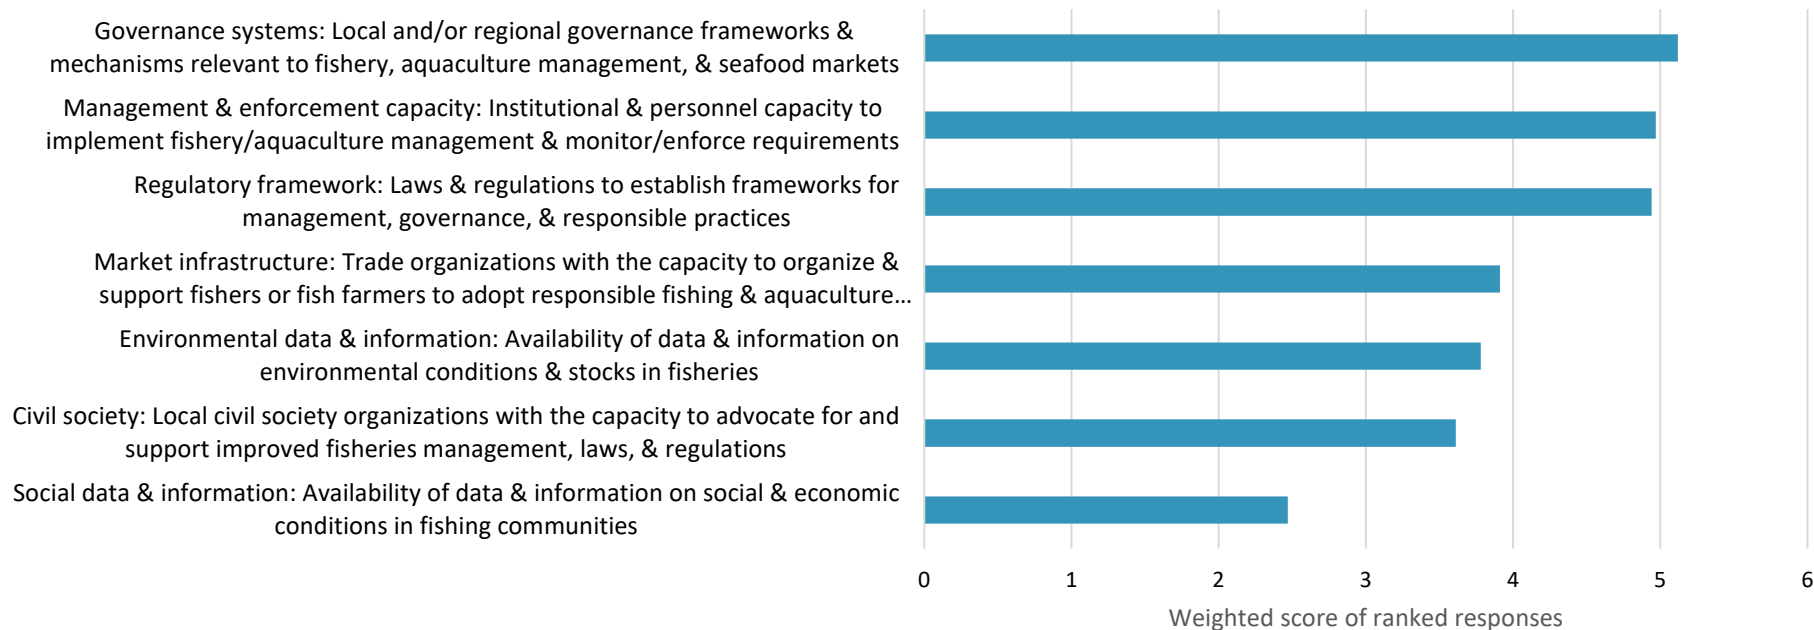 Governance systems: Local and/or regional governance frameworks &
mechanisms relevant to fishery, aquaculture management, & seafood markets
Management & enforcement capacity: Institutional & personnel capacity to
implement fishery/aquaculture management & monitor/enforce requirements
Regulatory framework: Laws & regulations to establish frameworks for
management, governance, & responsible practices
Market infrastructure: Trade organizations with the capacity to organize &
support fishers or fish farmers to adopt responsible fishing & aquaculture...
Environmental data & information: Availability of data & information on
environmental conditions & stocks in fisheries
Civil society: Local civil society organizations with the capacity to advocate for and
support improved fisheries management, laws, & regulations
Social data & information: Availability of data & information on social & economic
conditions in fishing communities
0 1 2 3 4 5 6
Weighted score of ranked responses